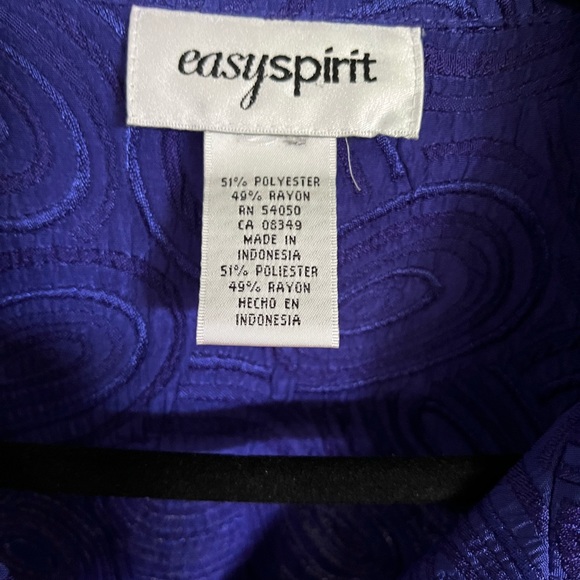 easyspirit
51% POLYESTER
49% RAYON
RN 54050
CA 08349
MADE IN
INDONESIA
51% POLIESTER
49% RAYON
HECHO EN
INDONESIA